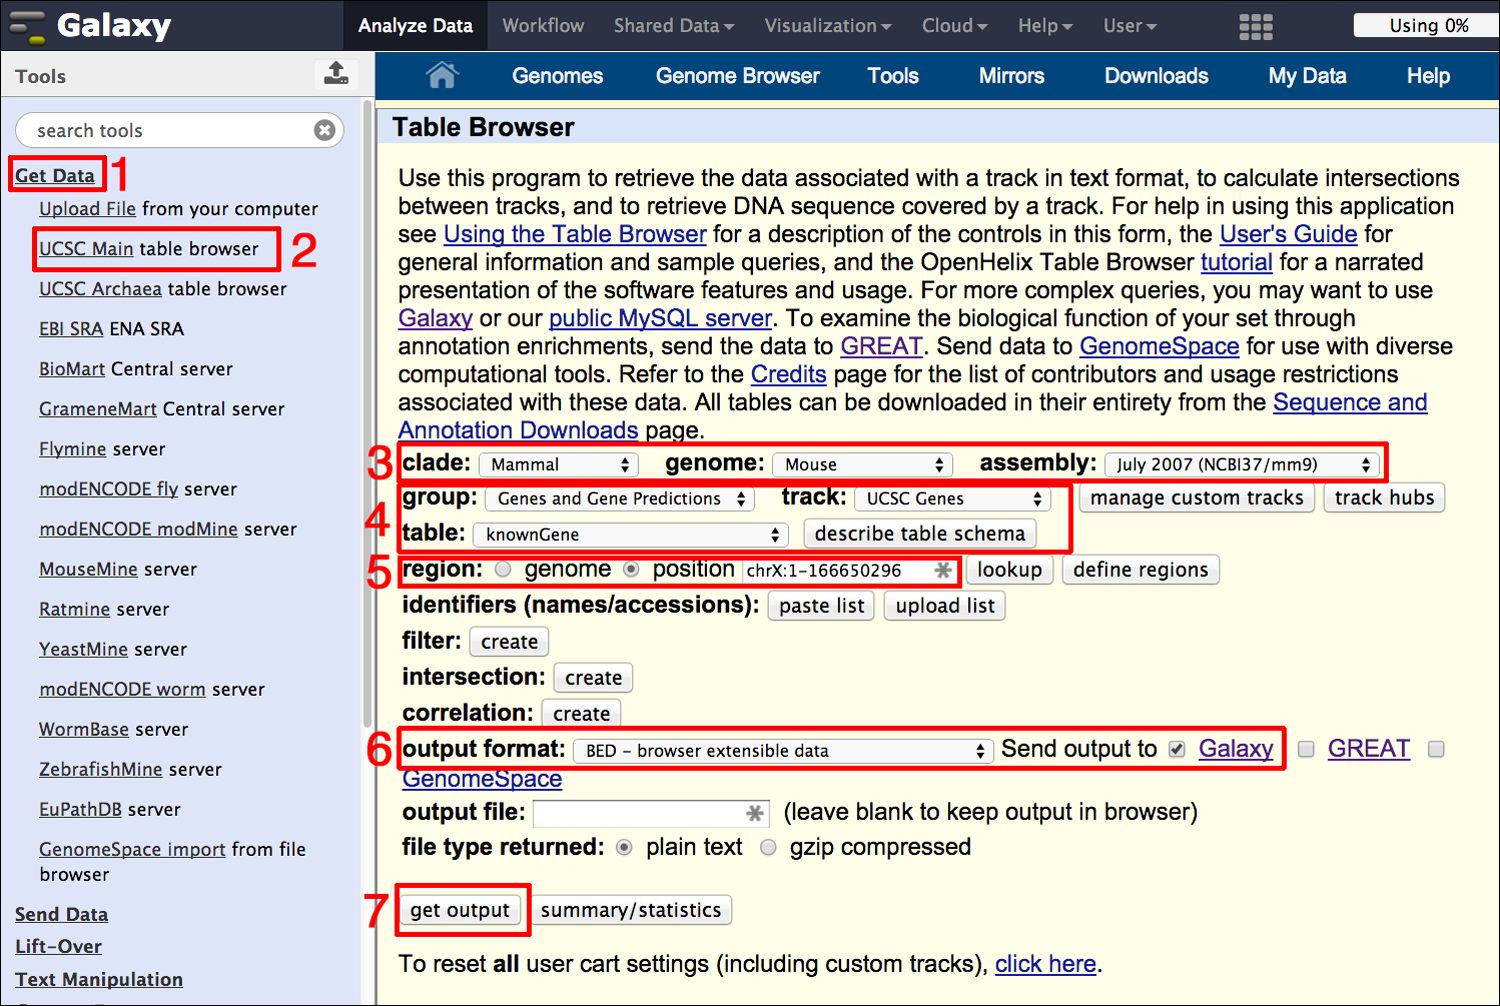 Galaxy
Analyze Data
Workflow
Shared Data
Visualization
Cloud
Help
User
Using 0%
Tools
search tools
Get Data 1
Upload File from your computer
UCSC Main table browser 2
UCSC Archaea table browser
EBI SRA ENA SRA
BioMart Central server
GrameneMart Central server
Flymine server
modENCODE fly server
modENCODE modMine server
MouseMine server
Ratmine server
YeastMine server
modENCODE worm server
WormBase server
ZebrafishMine server
EuPathDB server
GenomeSpace import from file
browser
Send Data
Lift-Over
Text Manipulation
Genomes
Genome Browser
Tools
Mirrors
Downloads
My Data
Help
Table Browser
Use this program to retrieve the data associated with a track in text format, to calculate intersections
between tracks, and to retrieve DNA sequence covered by a track. For help in using this application
see Using the Table Browser for a description of the controls in this form, the User's Guide for
general information and sample queries, and the OpenHelix Table Browser tutorial for a narrated
presentation of the software features and usage. For more complex queries, you may want to use
Galaxy or our public MySQL server. To examine the biological function of your set through
annotation enrichments, send the data to GREAT. Send data to GenomeSpace for use with diverse
computational tools. Refer to the Credits page for the list of contributors and usage restrictions
associated with these data. All tables can be downloaded in their entirety from the Sequence and
Annotation Downloads page.
3 clade: Mammal genome: Mouse assembly: July 2007 (NCBI37/mm9)
4 group: Genes and Gene Predictions track: UCSC Genes manage custom tracks track hubs
table: knownGene describe table schema
5 region: genome position chrX:1-166650296 lookup define regions
identifiers (names/accessions): paste list upload list
filter: create
intersection: create
correlation: create
6 output format: BED - browser extensible data Send output to Galaxy GREAT
GenomeSpace
output file: (leave blank to keep output in browser)
file type returned: plain text gzip compressed
7 get output summary/statistics
To reset all user cart settings (including custom tracks), click here.